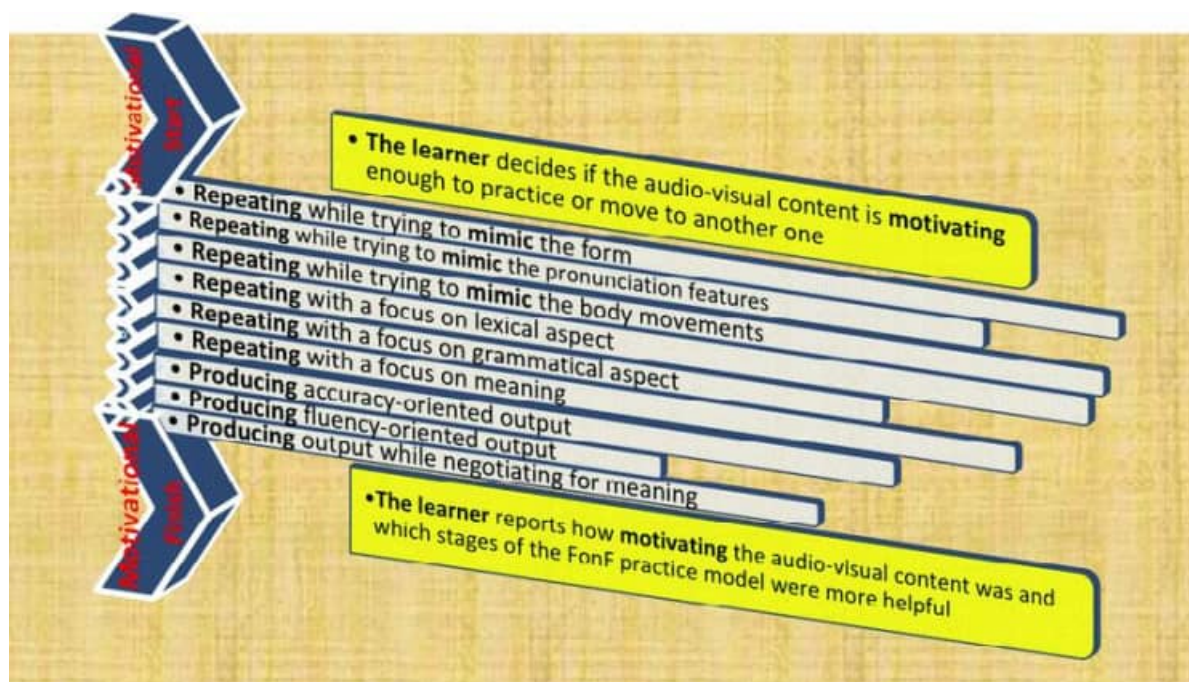 Motivational
Start
• The learner decides if the audio-visual content is motivating
enough to practice or move to another one
• Repeating while trying to mimic the form
• Repeating while trying to mimic the pronunciation features
• Repeating while trying to mimic the body movements
• Repeating with a focus on lexical aspect
• Repeating with a focus on grammatical aspect
• Repeating with a focus on meaning
• Producing accuracy-oriented output
• Producing fluency-oriented output
• Producing output while negotiating for meaning
Motivational
Finish
•The learner reports how motivating the audio-visual content was and
which stages of the FonF practice model were more helpful